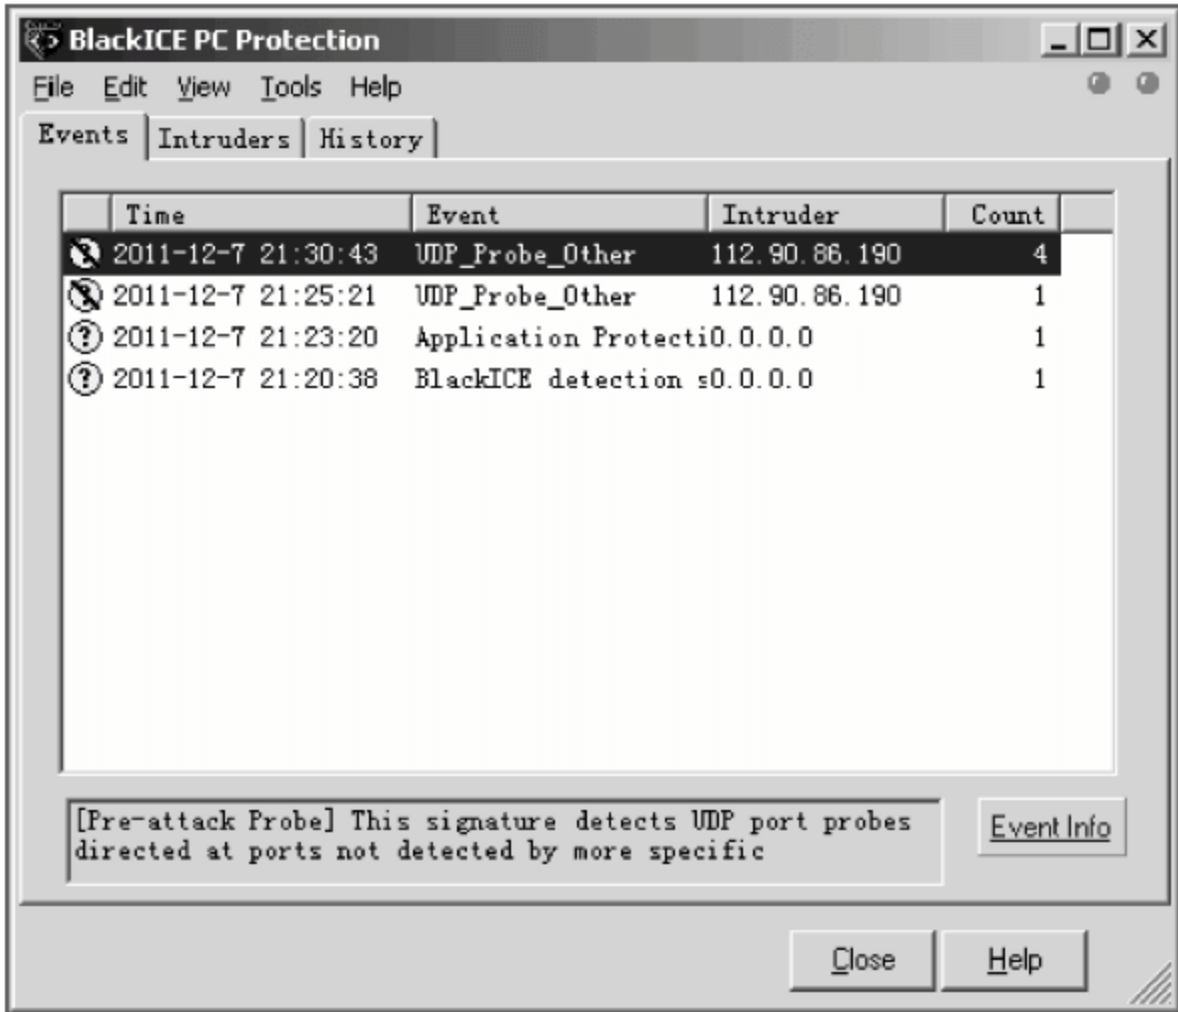 BlackICE PC Protection
File Edit View Tools Help
Events Intruders History
Time Event Intruder Count
2011-12-7 21:30:43 UDP_Probe_Other 112.90.86.190 4
2011-12-7 21:25:21 UDP_Probe_Other 112.90.86.190 1
2011-12-7 21:23:20 Application Protecti0.0.0.0 1
2011-12-7 21:20:38 BlackICE detection s0.0.0.0 1
[Pre-attack Probe] This signature detects UDP port probes
directed at ports not detected by more specific
Event Info
Close Help